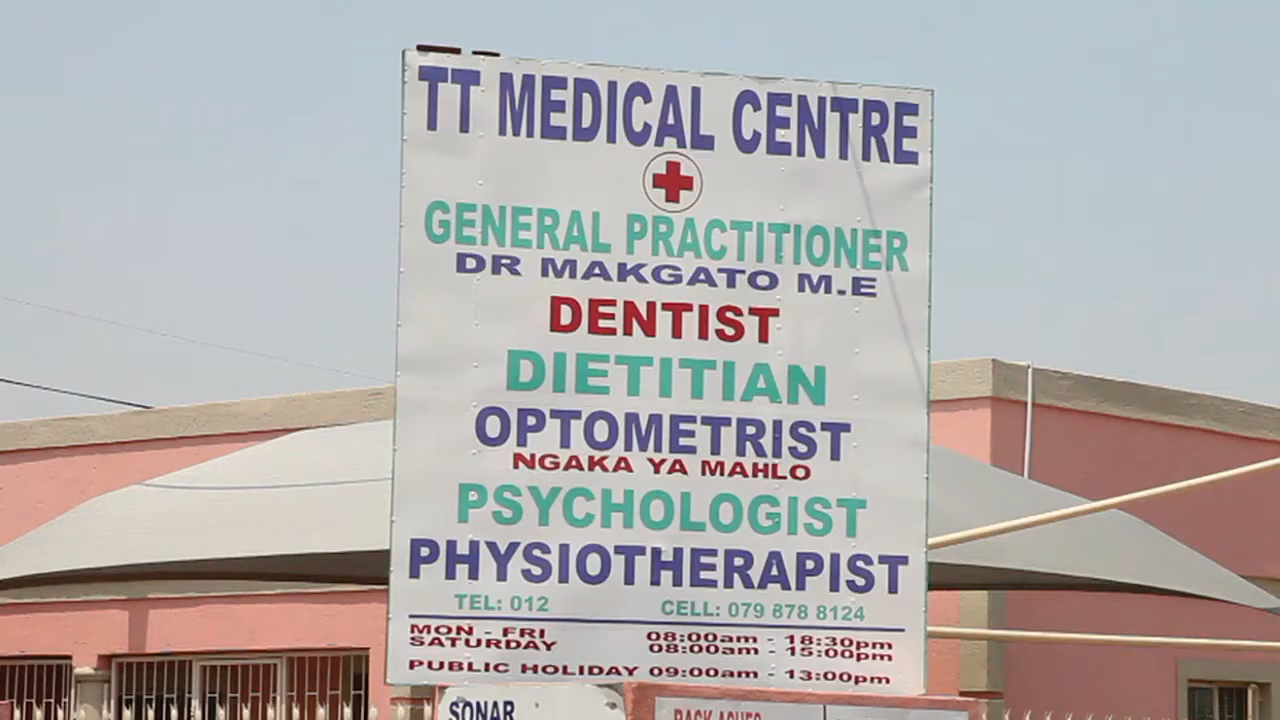 TT MEDICAL CENTRE
GENERAL PRACTITIONER
DR MAKGATO M.E
DENTIST
DIETITIAN
OPTOMETRIST
NGAKA YA MAHLO
PSYCHOLOGIST
PHYSIOTHERAPIST
TEL: 012 CELL: 079 878 8124
MON - FRI 08:00am - 18:30pm
SATURDAY 08:00am - 15:00pm
PUBLIC HOLIDAY 09:00am - 13:00pm
SONAR
BACK ACHES